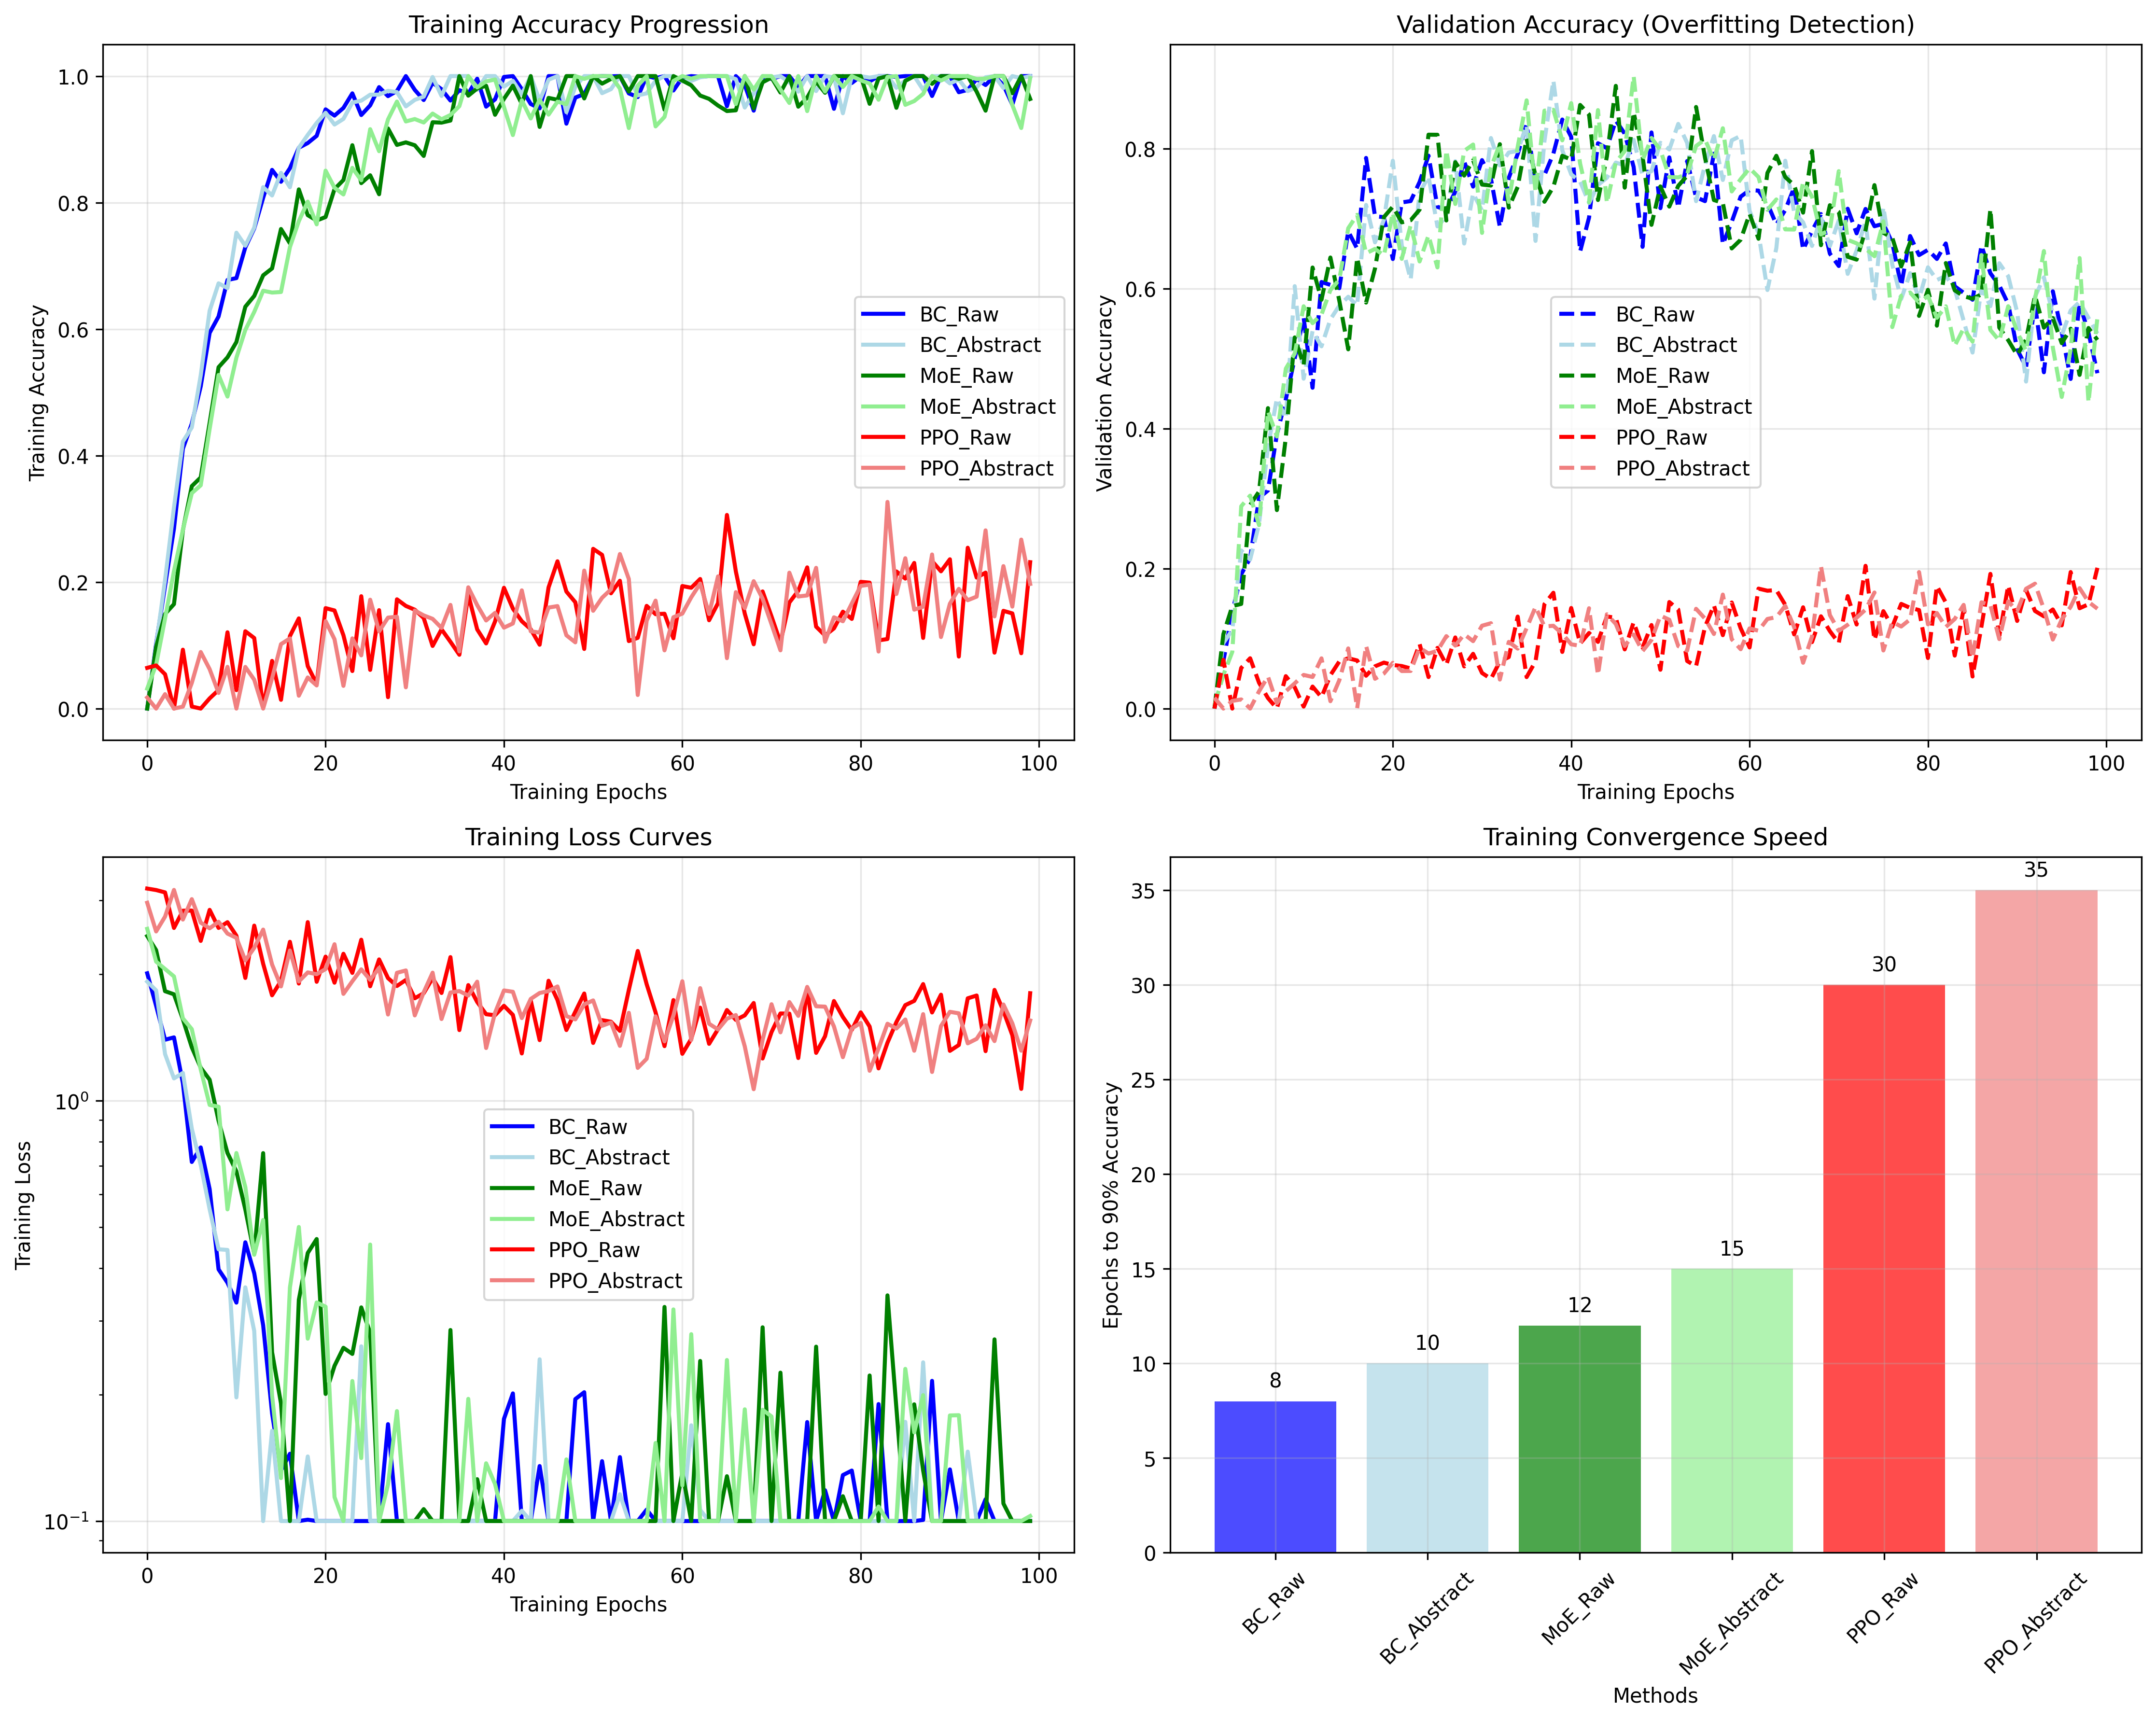 Training Accuracy Progression
Training Accuracy
1.0
0.8
0.6
0.4
0.2
0.0
BC_Raw
BC_Abstract
MoE_Raw
MoE_Abstract
PPO_Raw
PPO_Abstract
0 20 40 60 80 100
Training Epochs
Validation Accuracy (Overfitting Detection)
Validation Accuracy
0.8
0.6
0.4
0.2
0.0
BC_Raw
BC_Abstract
MoE_Raw
MoE_Abstract
PPO_Raw
PPO_Abstract
0 20 40 60 80 100
Training Epochs
Training Loss Curves
Training Loss
10⁰
10⁻¹
BC_Raw
BC_Abstract
MoE_Raw
MoE_Abstract
PPO_Raw
PPO_Abstract
0 20 40 60 80 100
Training Epochs
Training Convergence Speed
Epochs to 90% Accuracy
35
30
25
20
15
10
5
0
8
10
12
15
30
35
BC_Raw
BC_Abstract
MoE_Raw
MoE_Abstract
PPO_Raw
PPO_Abstract
Methods